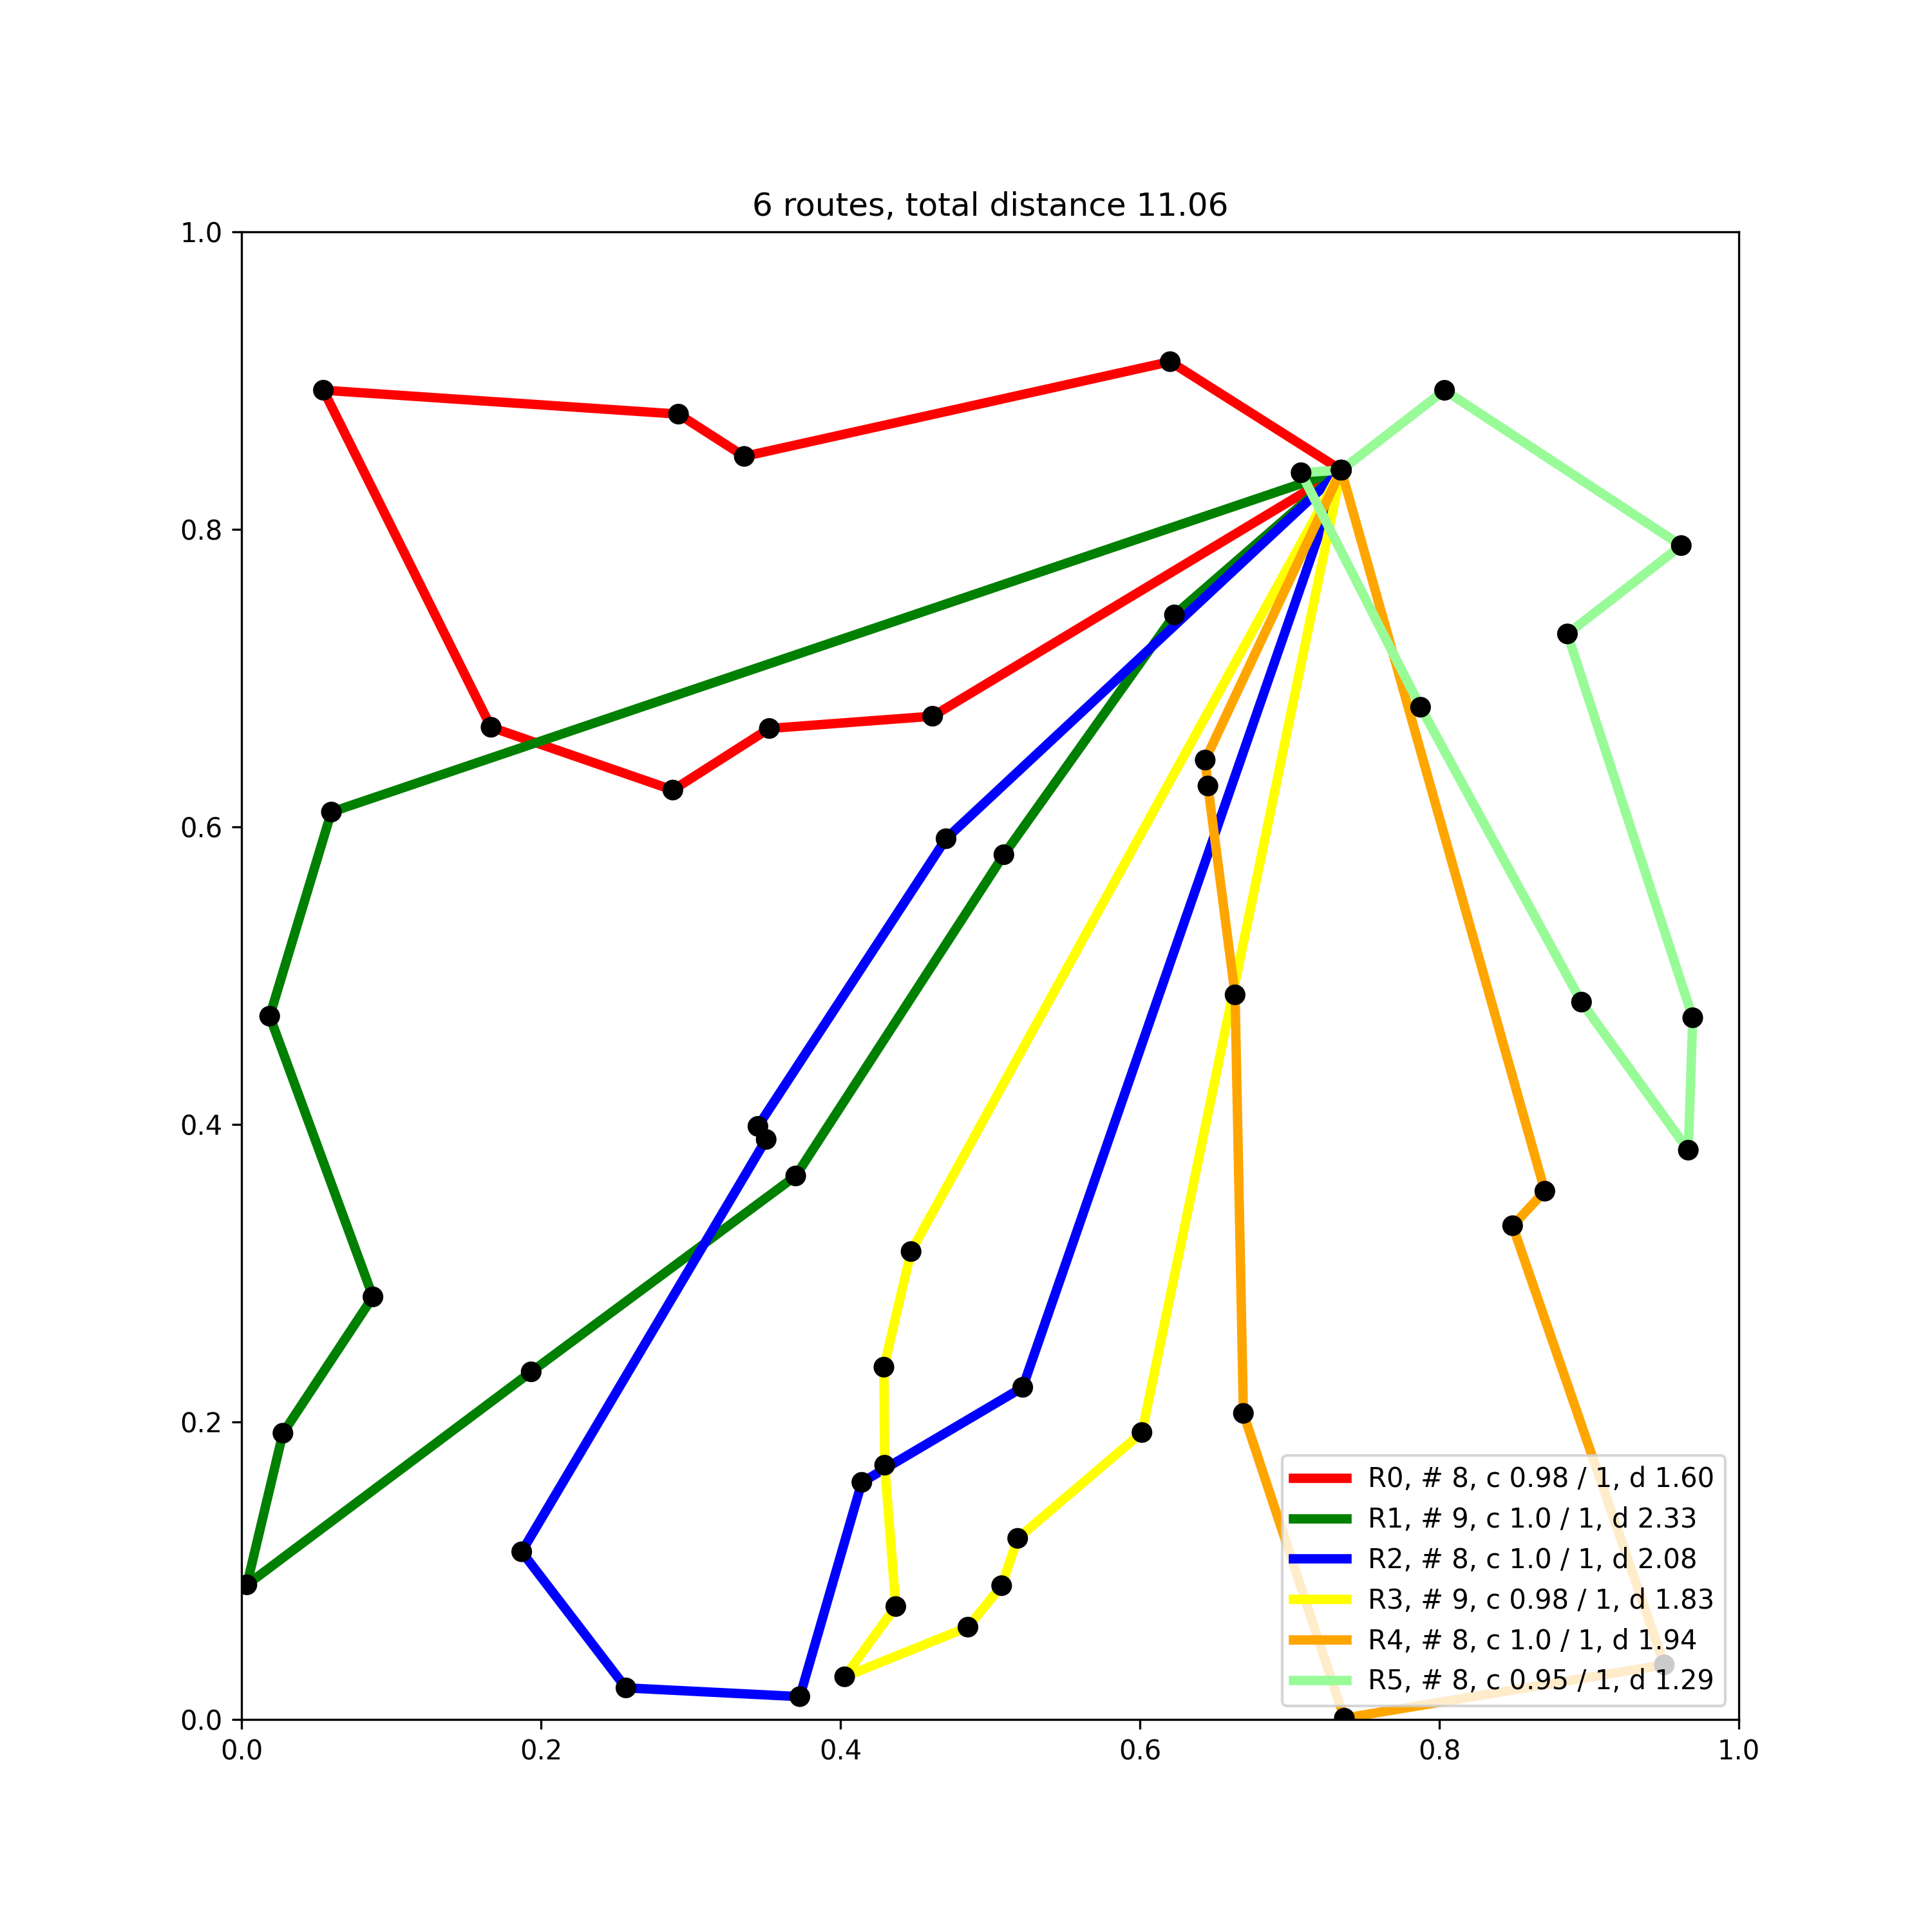 6 routes, total distance 11.06
1.0
0.8
0.6
0.4
0.2
0.0
R0, # 8, c 0.98 / 1, d 1.60
R1, # 9, c 1.0 / 1, d 2.33
R2, # 8, c 1.0 / 1, d 2.08
R3, # 9, c 0.98 / 1, d 1.83
R4, # 8, c 1.0 / 1, d 1.94
R5, # 8, c 0.95 / 1, d 1.29
0.0 0.2 0.4 0.6 0.8 1.0